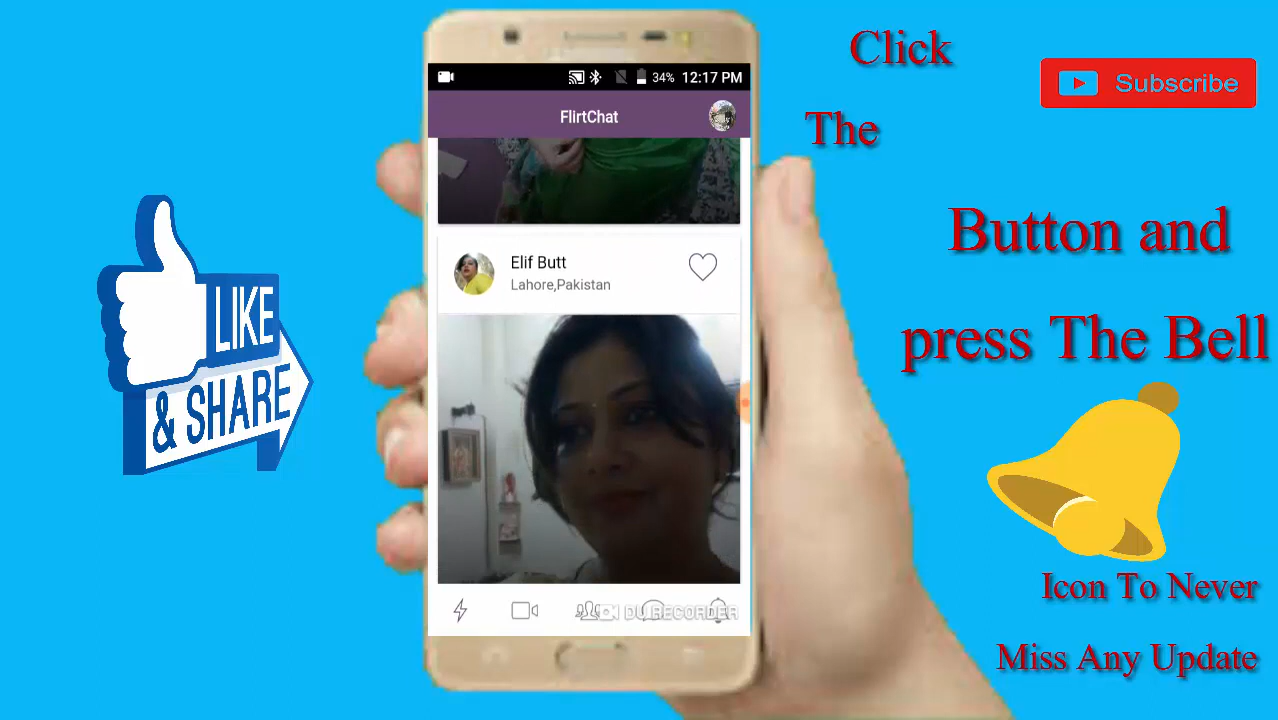 34% 12:17 PM
FlirtChat
Elif Butt
Lahore,Pakistan
DU RECORDER
LIKE
& SHARE
Click
Subscribe
The
Button and
press The Bell
Icon To Never
Miss Any Update